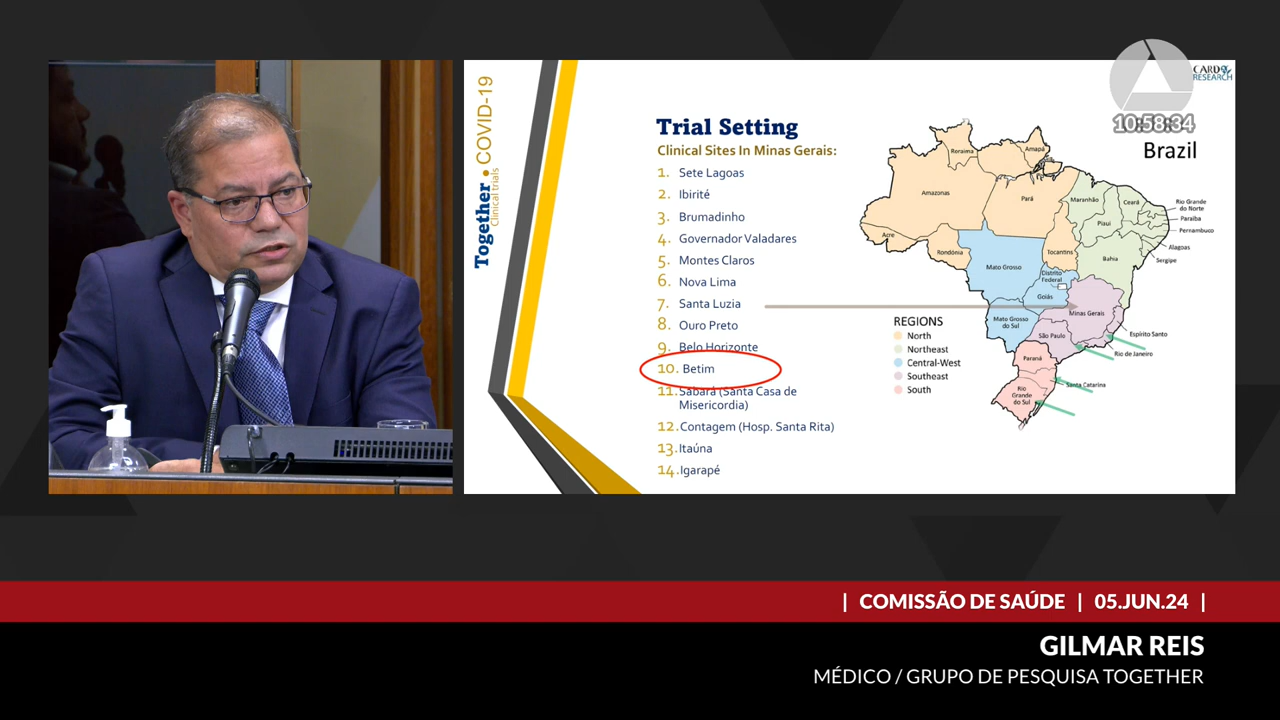 Together
Clinical trials
COVID-19
CARD
RESEARCH
10:58:34
Brazil
Trial Setting
Clinical Sites In Minas Gerais:
1. Sete Lagoas
2. Ibirité
3. Brumadinho
4. Governador Valadares
5. Montes Claros
6. Nova Lima
7. Santa Luzia
8. Ouro Preto
9. Belo Horizonte
10. Betim
11. Sabará (Santa Casa de
Misericordia)
12. Contagem (Hosp. Santa Rita)
13. Itaúna
14. Igarapé
Roraima
Amapá
Amazonas
Pará
Maranhão
Ceará
Rio Grande
do Norte
Paraíba
Piauí
Pernambuco
Acre
Alagoas
Rondônia
Tocantins
Sergipe
Bahia
Mato Grosso
Distrito
Federal
Goiás
Minas Gerais
Mato Grosso
do Sul
São Paulo
Espírito Santo
Rio de Janeiro
Paraná
Santa Catarina
Rio
Grande
do Sul
REGIONS
North
Northeast
Central-West
Southeast
South
| COMISSÃO DE SAÚDE | 05.JUN.24 |
GILMAR REIS
MÉDICO / GRUPO DE PESQUISA TOGETHER